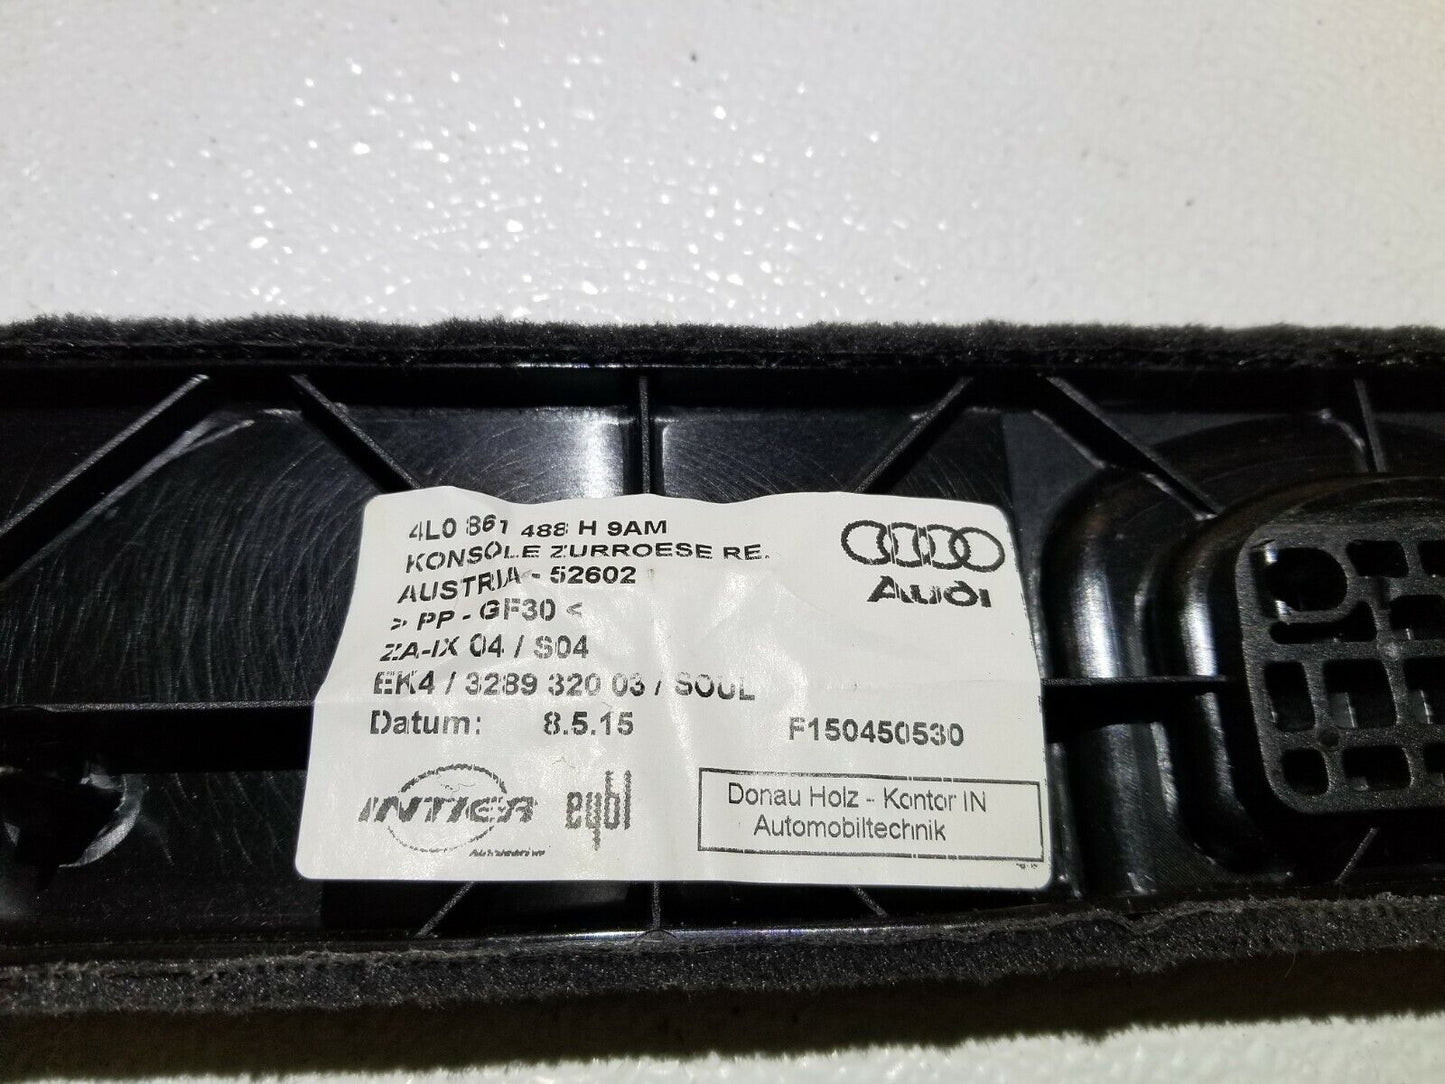 4L0 861 488 H 9AM
KONSOLE ZURROESE RE.
AUSTRIA - 52602
> PP - GF30 <
ZA-IX 04 / S04
EK4 / 3289 320 03 / SOUL
Datum: 8.5.15 F150450530
Audi
INTIER
Automotive
eybl
Donau Holz - Kontor IN
Automobiltechnik